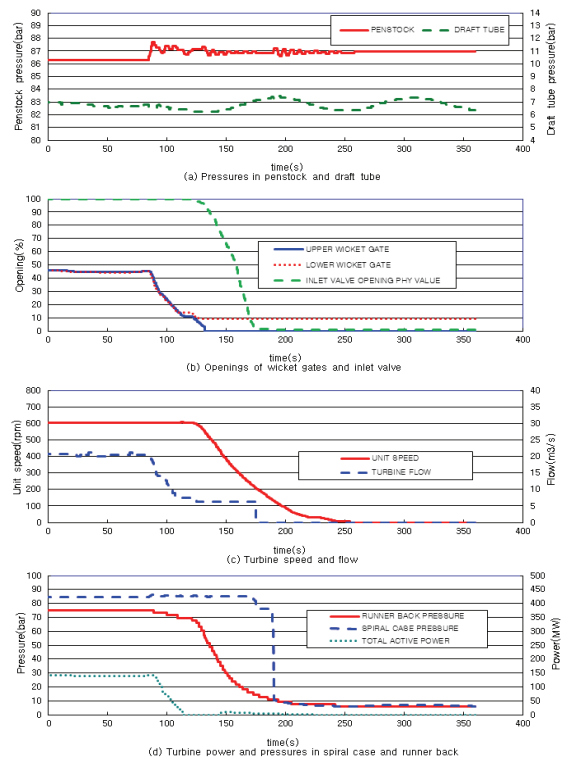 90
89
88
87
86
85
84
83
82
81
80
Penstock pressure(bar)
PENSTOCK
DRAFT TUBE
14
13
12
11
10
9
8
7
6
5
4
Draft tube pressure(bar)
0 50 100 150 200 250 300 350 400
time(s)
(a) Pressures in penstock and draft tube
100
90
80
70
60
50
40
30
20
10
0
Opening(%)
UPPER WICKET GATE
LOWER WICKET GATE
INLET VALVE OPENING PHY VALUE
0 50 100 150 200 250 300 350 400
time(s)
(b) Openings of wicket gates and inlet valve
800
700
600
500
400
300
200
100
0
Unit speed(rpm)
UNIT SPEED
TURBINE FLOW
40
35
30
25
20
15
10
5
0
Flow(m3/s)
0 50 100 150 200 250 300 350 400
time(s)
(c) Turbine speed and flow
100
90
80
70
60
50
40
30
20
10
0
Pressure(bar)
RUNNER BACK PRESSURE
SPIRAL CASE PRESSURE
TOTAL ACTIVE POWER
500
450
400
350
300
250
200
150
100
50
0
Power(MW)
0 50 100 150 200 250 300 350 400
time(s)
(d) Turbine power and pressures in spiral case and runner back